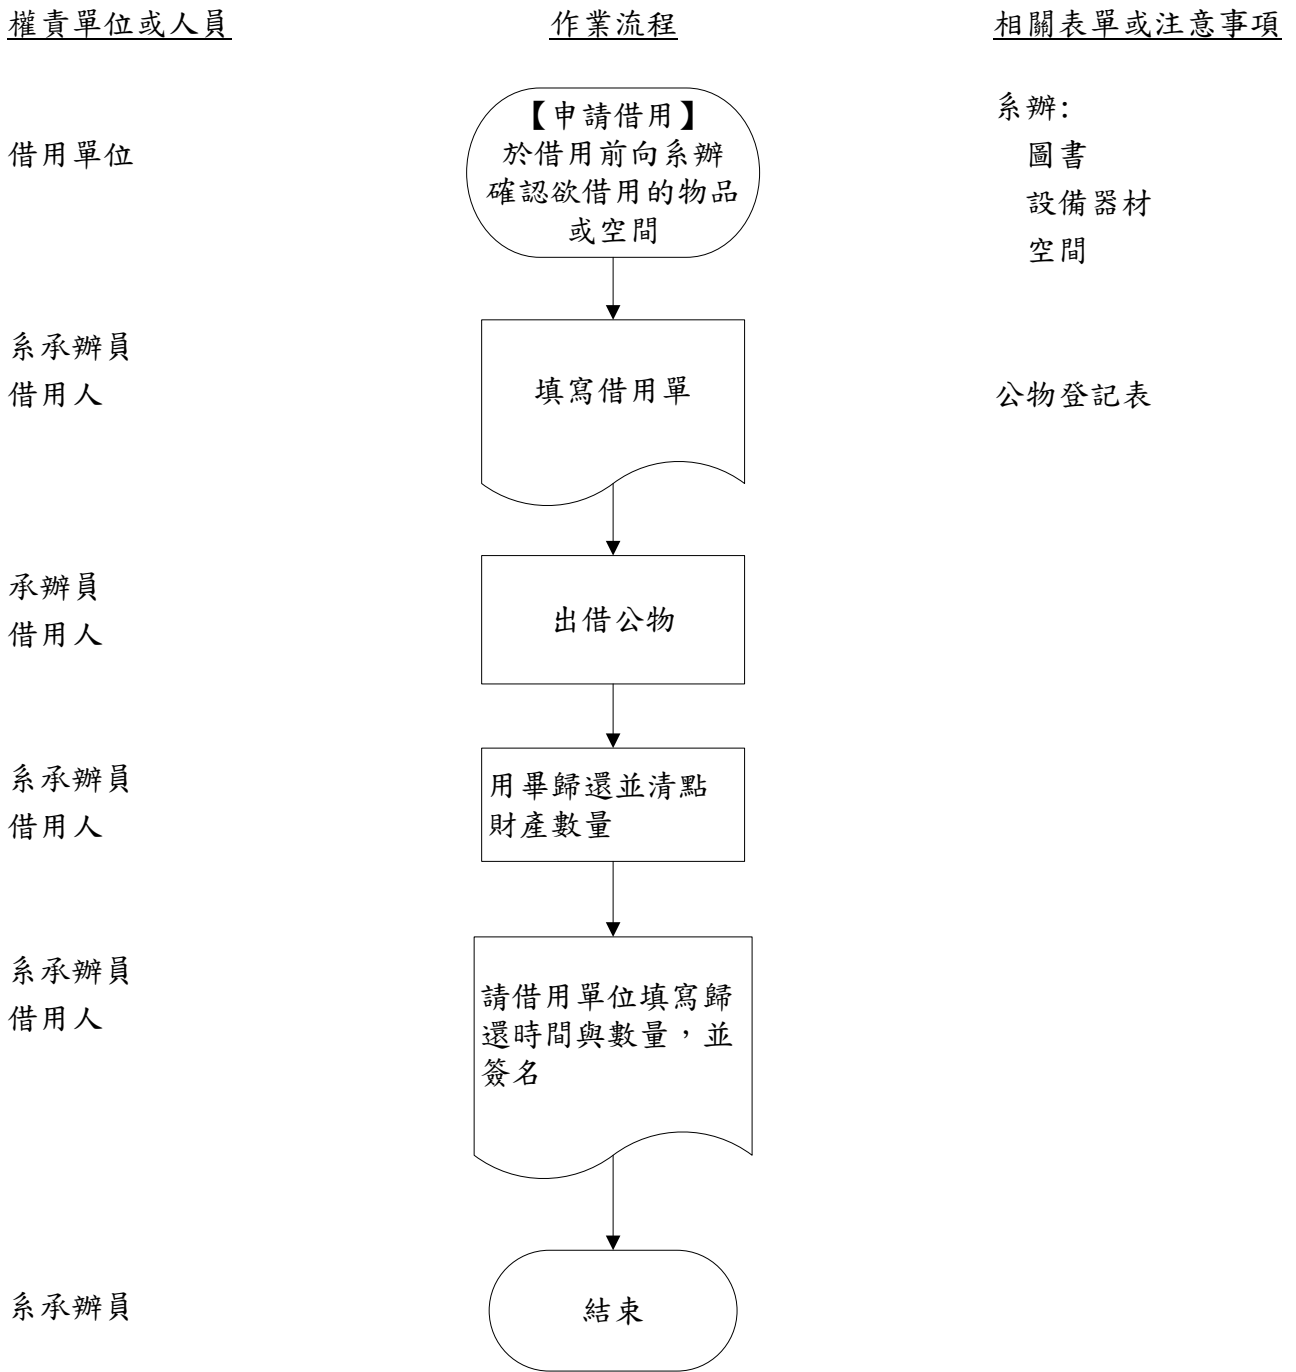 權責單位或人員
作業流程
相關表單或注意事項
借用單位
【申請借用】
於借用前向系辦
確認欲借用的物品
或空間
系辦:
圖書
設備器材
空間
系承辦員
借用人
填寫借用單
公物登記表
承辦員
借用人
出借公物
系承辦員
借用人
用畢歸還並清點
財產數量
系承辦員
借用人
請借用單位填寫歸
還時間與數量，並
簽名
系承辦員
結束